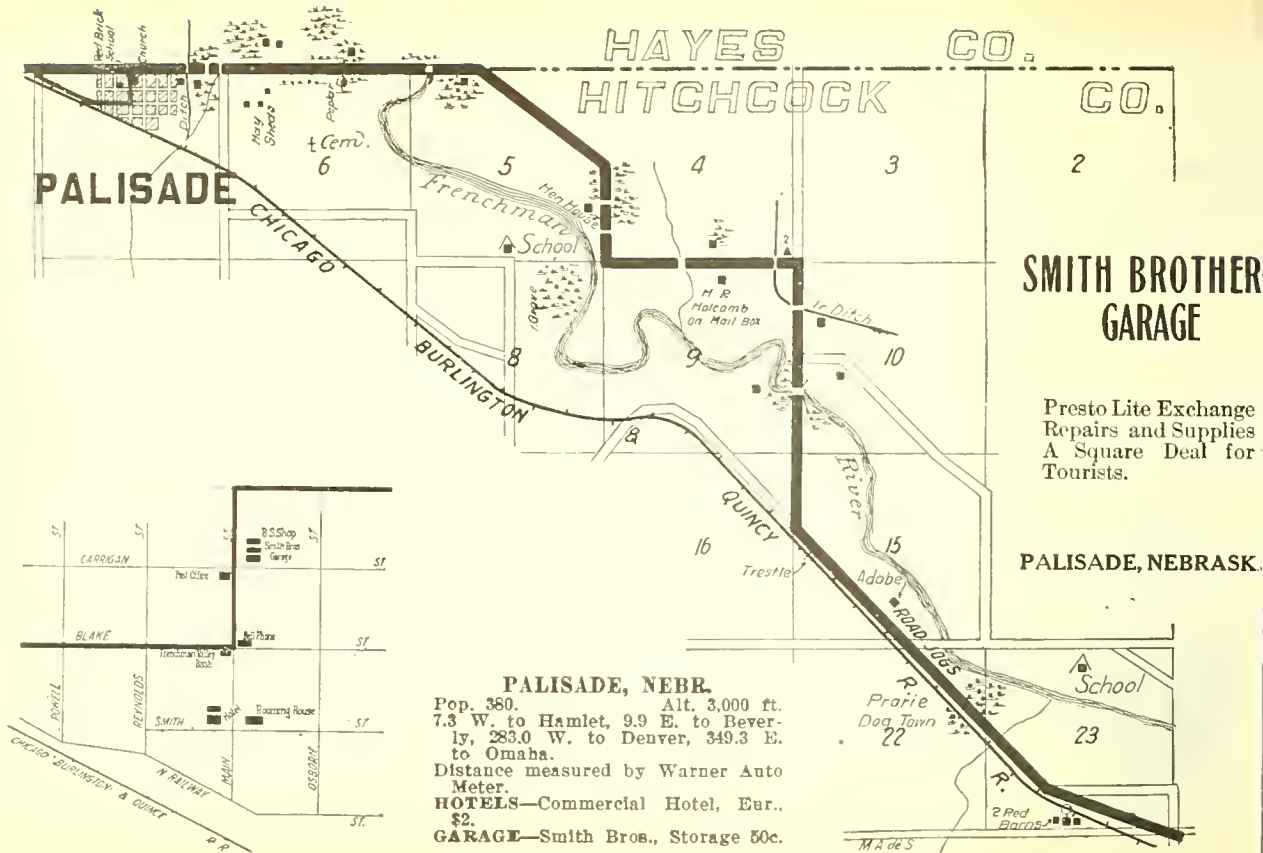 HAYES CO.
HITCHCOCK CO.
Red Brick
School
Church
Ditch
Hay
Sheds
Poplar
Cem.
6
5
4
3
2
PALISADE
CHICAGO
BURLINGTON
&
QUINCY
R.
R.
Frenchman
River
Hen House
School
Grove
8
9
10
2
H R
Holcomb
on Mail Box
Ir. Ditch
16
15
Trestle
Adobe
ROAD JOGS
Prarie
Dog Town
22
School
23
2 Red
Barns
SMITH BROTHER
GARAGE
Presto Lite Exchange
Repairs and Supplies
A Square Deal for
Tourists.
PALISADE, NEBRASK
ST.
ST
ST.
ST
B.S.Shop
Smith Bros
Garage
CARRIGAN
ST.
Post Office
BLAKE
ST.
Bell Phone
Frenchman Valley
Bank
POWELL
REYNOLDS
SMITH
Hotel
Rooming House
ST
MAIN
OSBORN
N RAILWAY
ST.
CHICAGO BURLINGTON & QUINCY
R R
PALISADE, NEBR.
Pop. 380. Alt. 3,000 ft.
7.3 W. to Hamlet, 9.9 E. to Bever-
ly, 283.0 W. to Denver, 349.3 E.
to Omaha.
Distance measured by Warner Auto
Meter.
HOTELS—Commercial Hotel, Eur.,
$2.
GARAGE—Smith Bros., Storage 50c.